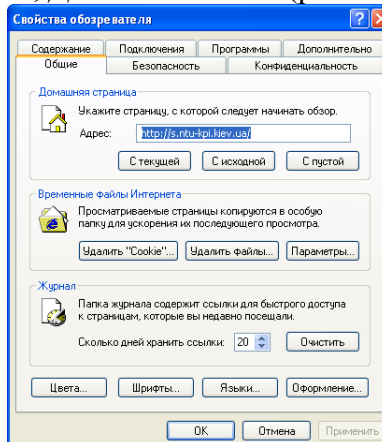 Свойства обозревателя
Содержание Подключения Программы Дополнительно
Общие Безопасность Конфиденциальность
Домашняя страница
Укажите страницу, с которой следует начинать обзор.
Адрес: http://s.ntu-kpi.kiev.ua/
С текущей С исходной С пустой
Временные файлы Интернета
Просматриваемые страницы копируются в особую
папку для ускорения их последующего просмотра.
Удалить "Cookie"... Удалить файлы... Параметры...
Журнал
Папка журнала содержит ссылки для быстрого доступа
к страницам, которые вы недавно посещали.
Сколько дней хранить ссылки: 20 Очистить
Цвета... Шрифты... Языки... Оформление...
OK Отмена Применить